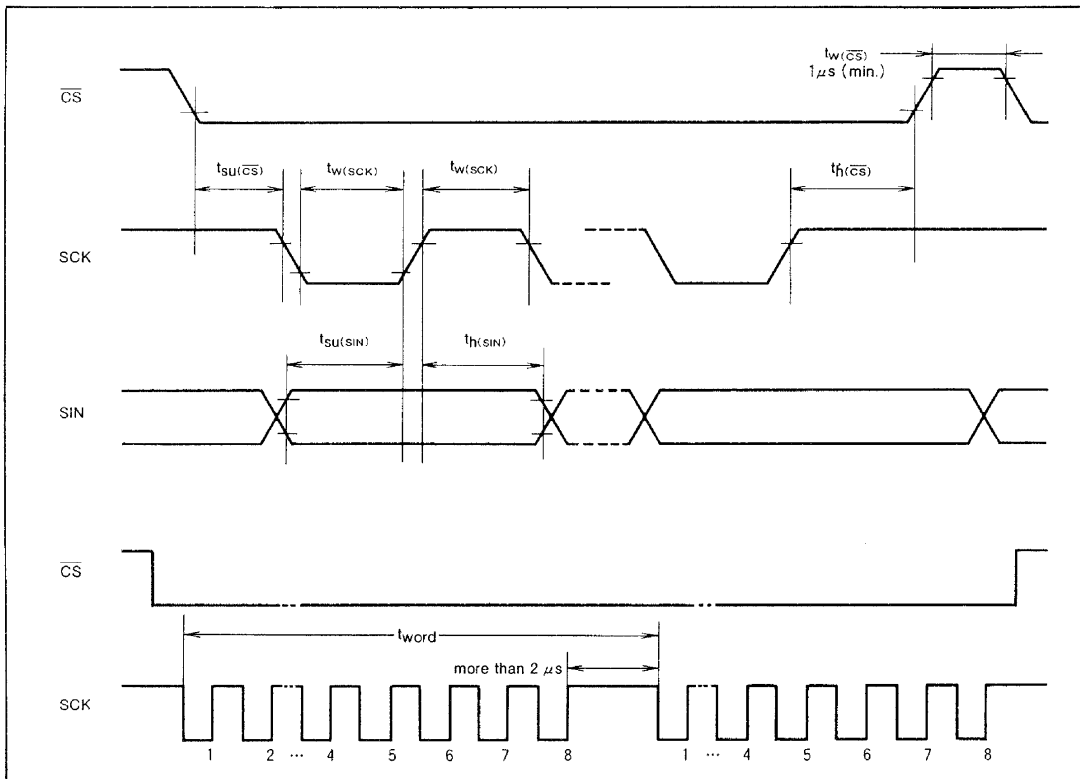 tw(CS)
1μs (min.)
CS
tsu(CS)
tw(SCK)
tw(SCK)
th(CS)
SCK
tsu(SIN)
th(SIN)
SIN
CS
tword
more than 2 μs
SCK
1 2 ··· 4 5 6 7 8 1 ··· 4 5 6 7 8